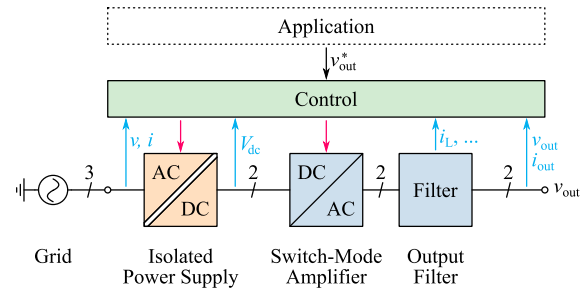 Application
v*out
Control
v, i
Vdc
iL, ...
vout
iout
3
AC
DC
2
DC
AC
2
Filter
2
vout
Grid
Isolated
Power Supply
Switch-Mode
Amplifier
Output
Filter